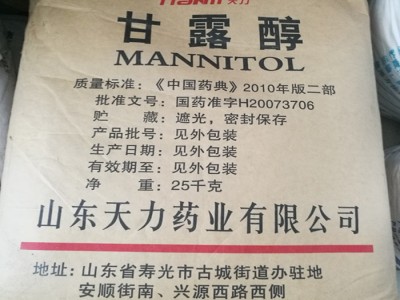 天力
甘露醇
MANNITOL
质量标准：《中国药典》2010年版二部
批准文号：国药准字H20073706
贮 藏：遮光，密封保存
产品批号：见外包装
生产日期：见外包装
有效期至：见外包装
净 重：25千克
山东天力药业有限公司
地址：山东省寿光市古城街道办驻地
安顺街南、兴源西路西侧